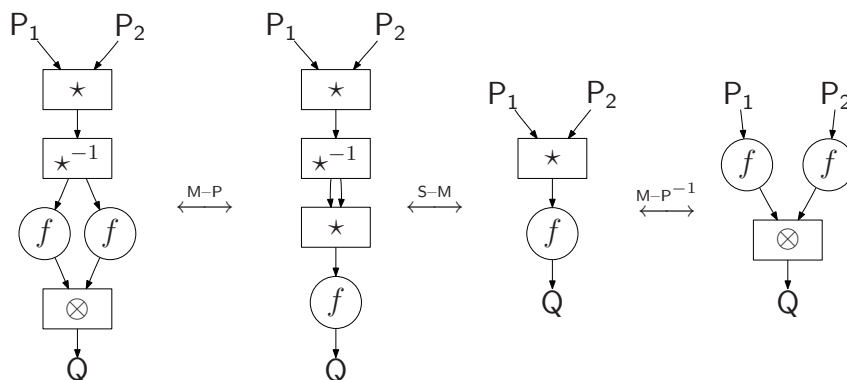 P₁ P₂
⋆
⋆⁻¹
f f
⊗
Q
M–P
P₁ P₂
⋆
⋆⁻¹
⋆
f
Q
S–M
P₁ P₂
⋆
f
Q
M–P⁻¹
P₁ P₂
f f
⊗
Q